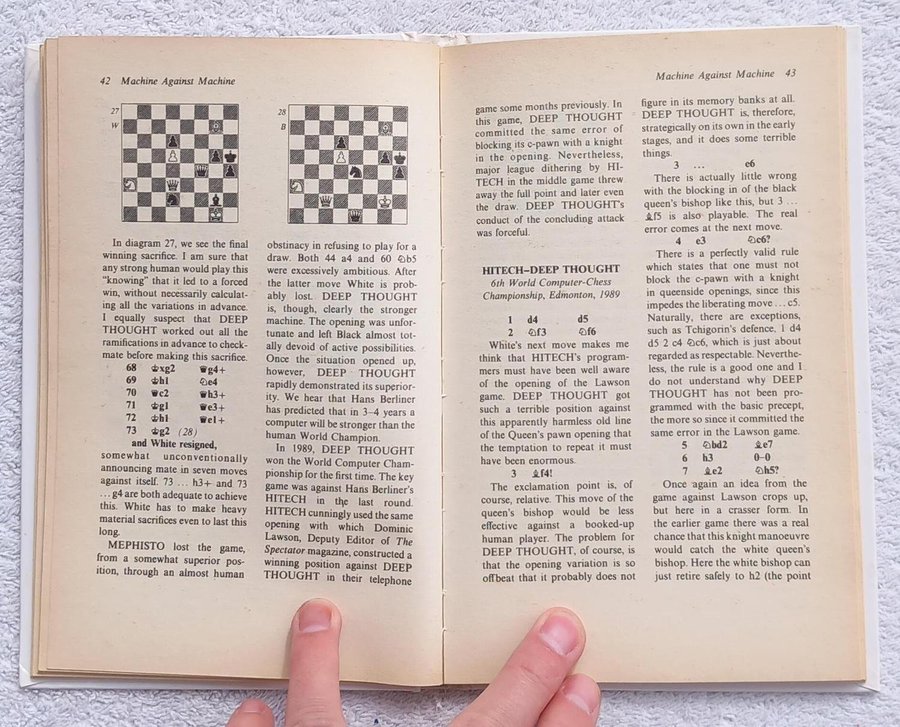 42 Machine Against Machine
27
W
In diagram 27, we see the final
winning sacrifice. I am sure that
any strong human would play this
"knowing" that it led to a forced
win, without necessarily calculat-
ing all the variations in advance.
I equally suspect that DEEP
THOUGHT worked out all the
ramifications in advance to check-
mate before making this sacrifice.
68 ♔xg2 ♛g4+
69 ♔h1 ♘e4
70 ♛c2 ♛h3+
71 ♔g1 ♛e3+
72 ♔h1 ♛e1+
73 ♔g2 (28)
and White resigned,
somewhat unconventionally
announcing mate in seven moves
against itself. 73 ... h3+ and 73
... g4 are both adequate to achieve
this. White has to make heavy
material sacrifices even to last this
long.
MEPHISTO lost the game,
from a somewhat superior pos-
ition, through an almost human
28
B
obstinacy in refusing to play for a
draw. Both 44 a4 and 60 ♘b5
were excessively ambitious. After
the latter move White is prob-
ably lost. DEEP THOUGHT
is, though, clearly the stronger
machine. The opening was unfor-
tunate and left Black almost tot-
ally devoid of active possibilities.
Once the situation opened up,
however, DEEP THOUGHT
rapidly demonstrated its superior-
ity. We hear that Hans Berliner
has predicted that in 3–4 years a
computer will be stronger than the
human World Champion.
In 1989, DEEP THOUGHT
won the World Computer Cham-
pionship for the first time. The key
game was against Hans Berliner's
HITECH in the last round.
HITECH cunningly used the same
opening with which Dominic
Lawson, Deputy Editor of The
Spectator magazine, constructed a
winning position against DEEP
THOUGHT in their telephone
Machine Against Machine 43
game some months previously. In
this game, DEEP THOUGHT
committed the same error of
blocking its c-pawn with a knight
in the opening. Nevertheless,
major league dithering by HI-
TECH in the middle game threw
away the full point and later even
the draw. DEEP THOUGHT's
conduct of the concluding attack
was forceful.
HITECH–DEEP THOUGHT
6th World Computer-Chess
Championship, Edmonton, 1989
1 d4 d5
2 ♘f3 ♘f6
White's next move makes me
think that HITECH's program-
mers must have been well aware
of the opening of the Lawson
game. DEEP THOUGHT got
such a terrible position against
this apparently harmless old line
of the Queen's pawn opening that
the temptation to repeat it must
have been enormous.
3 ♗f4!
The exclamation point is, of
course, relative. This move of the
queen's bishop would be less
effective against a booked-up
human player. The problem for
DEEP THOUGHT, of course, is
that the opening variation is so
offbeat that it probably does not
figure in its memory banks at all.
DEEP THOUGHT is, therefore,
strategically on its own in the early
stages, and it does some terrible
things.
3 ... e6
There is actually little wrong
with the blocking in of the black
queen's bishop like this, but 3 ...
♗f5 is also playable. The real
error comes at the next move.
4 e3 ♘c6?
There is a perfectly valid rule
which states that one must not
block the c-pawn with a knight
in queenside openings, since this
impedes the liberating move ... c5.
Naturally, there are exceptions,
such as Tchigorin's defence, 1 d4
d5 2 c4 ♘c6, which is just about
regarded as respectable. Neverthe-
less, the rule is a good one and I
do not understand why DEEP
THOUGHT has not been pro-
grammed with the basic precept,
the more so since it committed the
same error in the Lawson game.
5 ♘bd2 ♗e7
6 h3 0–0
7 ♗e2 ♘h5?
Once again an idea from the
game against Lawson crops up,
but here in a crasser form. In
the earlier game there was a real
chance that this knight manoeuvre
would catch the white queen's
bishop. Here the white bishop can
just retire safely to h2 (the point